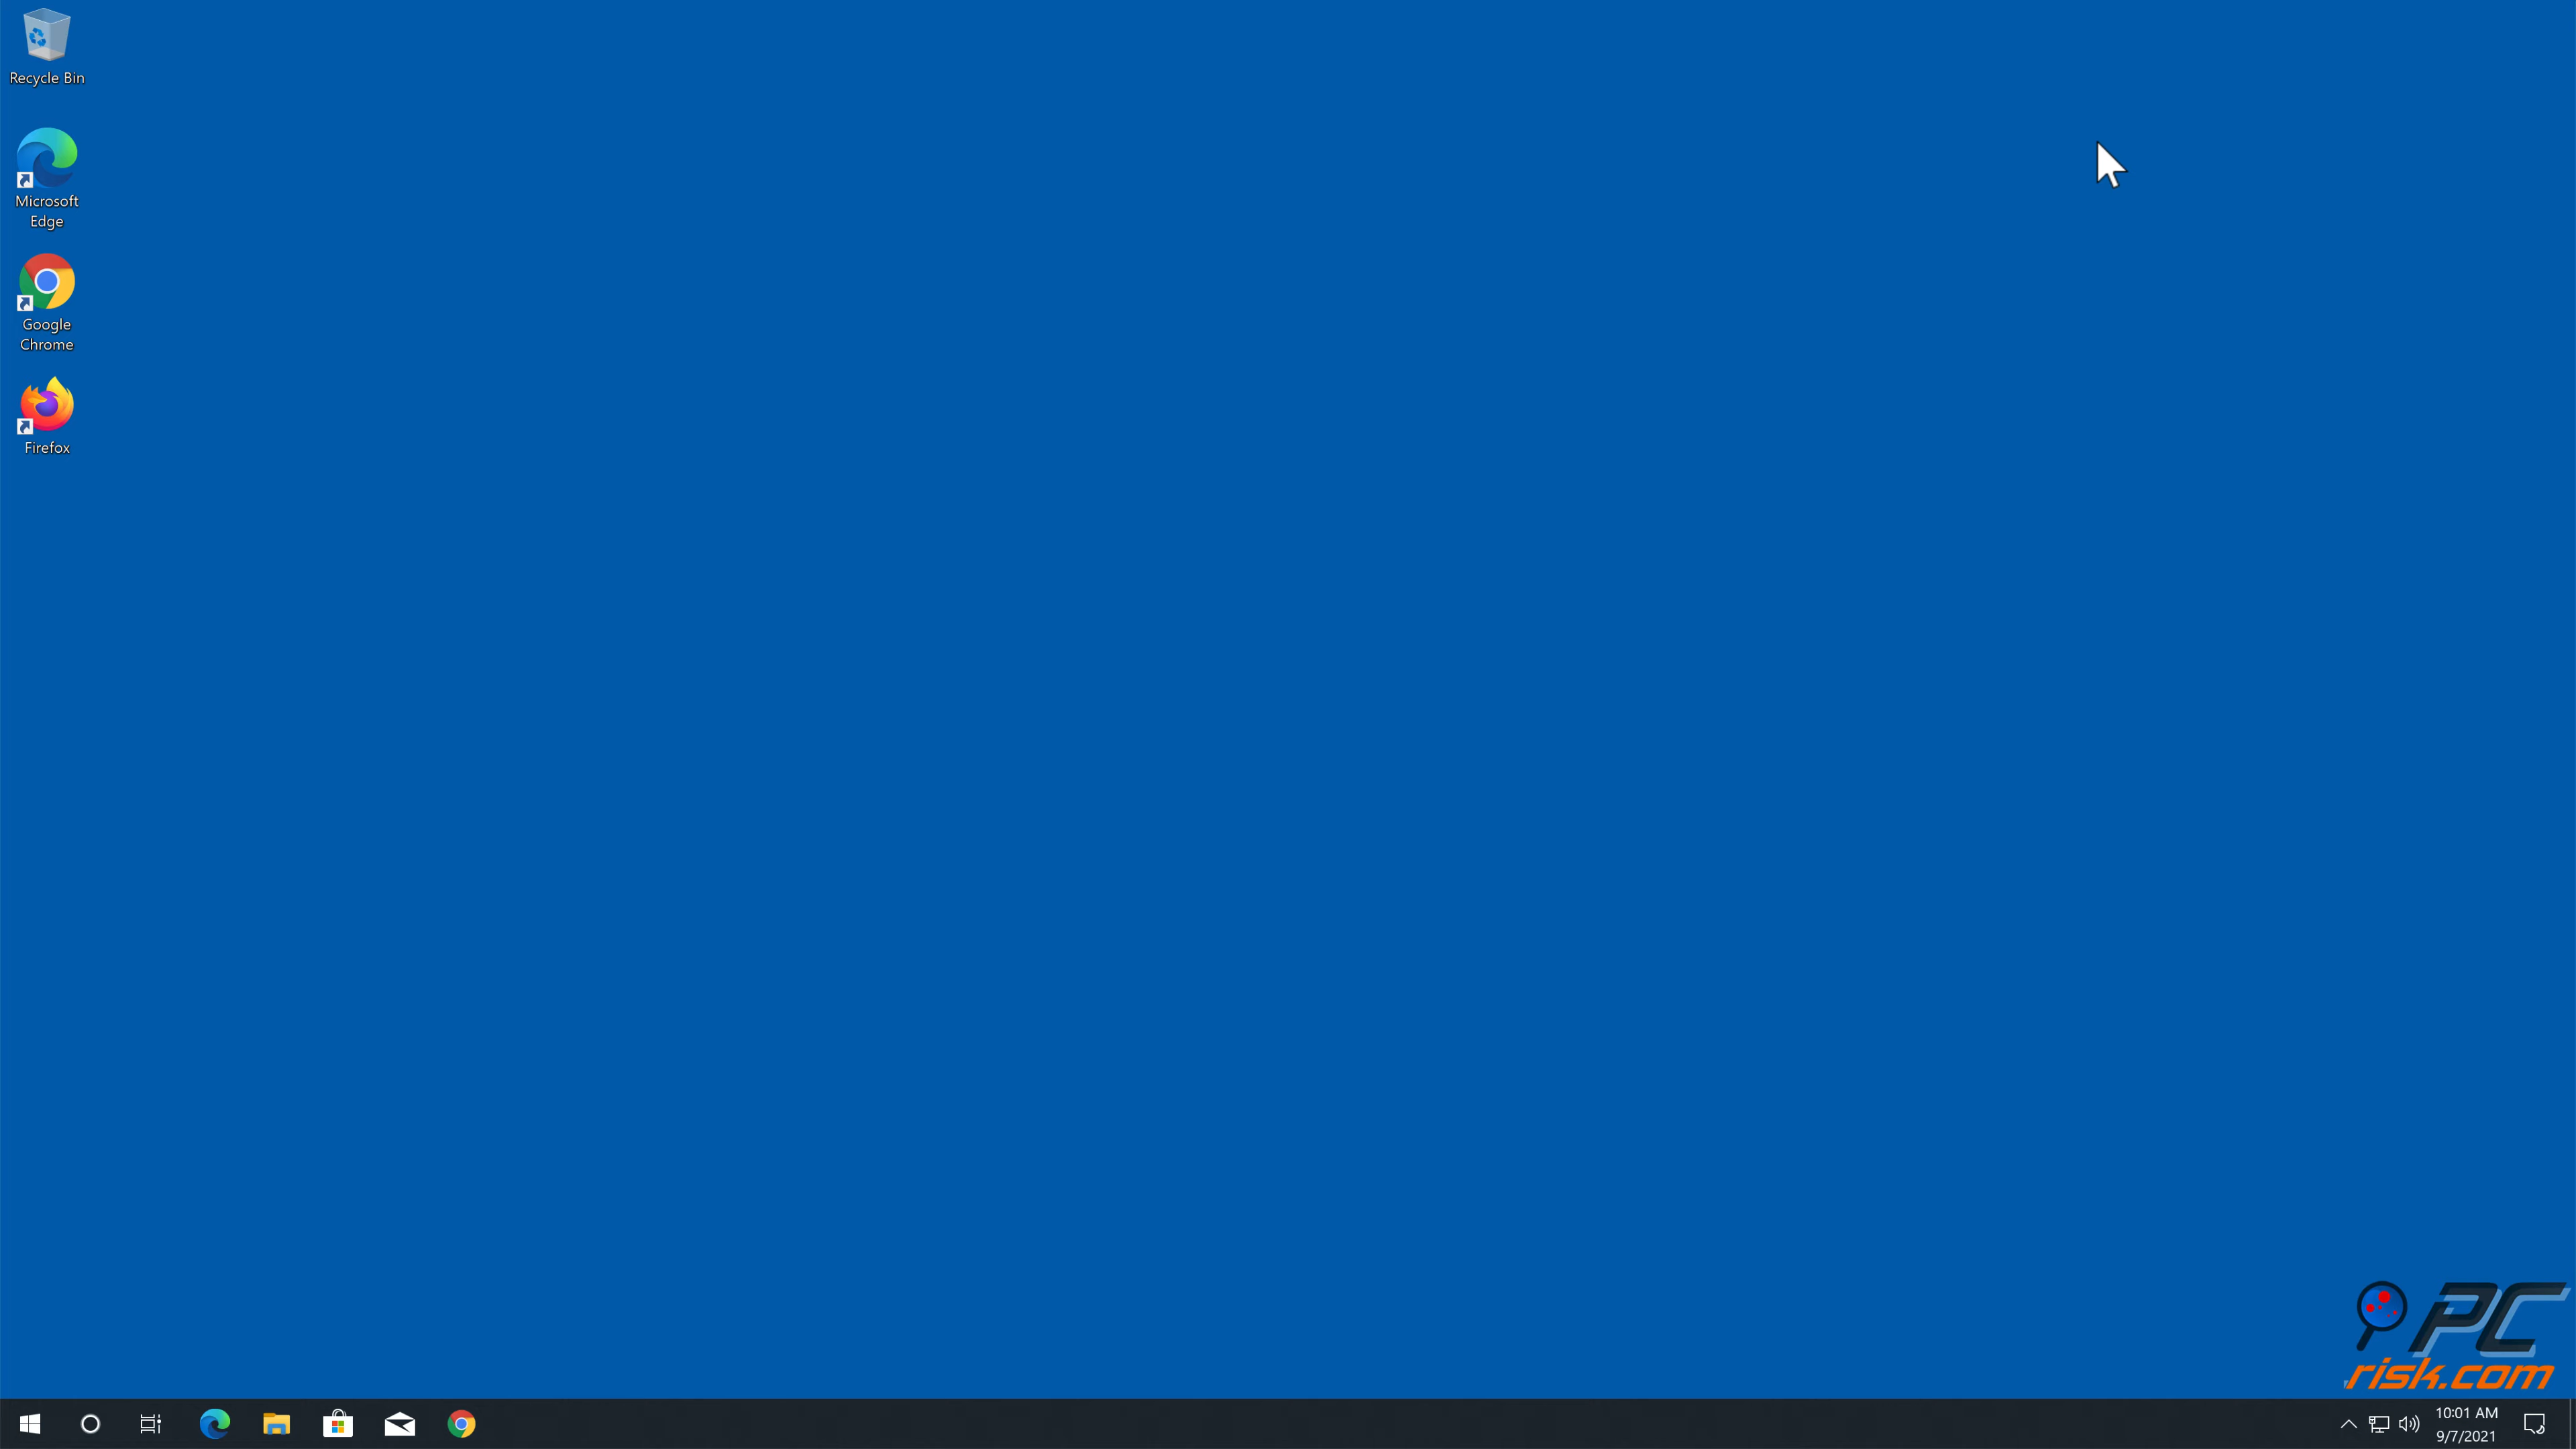 Recycle Bin
Microsoft
Edge
Google
Chrome
Firefox
PC
risk.com
10:01 AM
9/7/2021